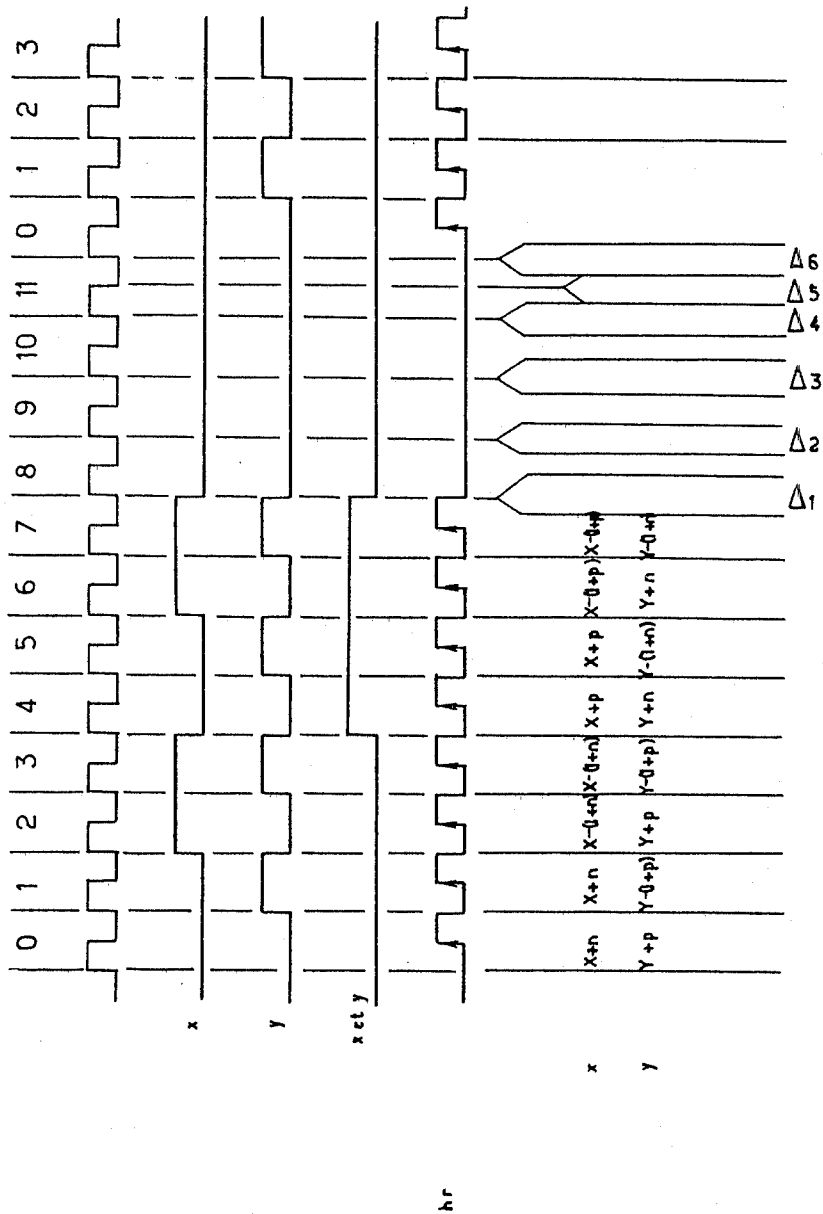 0 1 2 3 4 5 6 7 8 9 10 11 0 1 2 3
x
y
x et y
hr
x X+n X+n X-(1+n) X-(1+n) X+p X+p X-(1+p) X-(1+p)
y Y+p Y-(1+p) Y+p Y-(1+p) Y+n Y-(1+n) Y+n Y-(1+n)
Δ1 Δ2 Δ3 Δ4 Δ5 Δ6